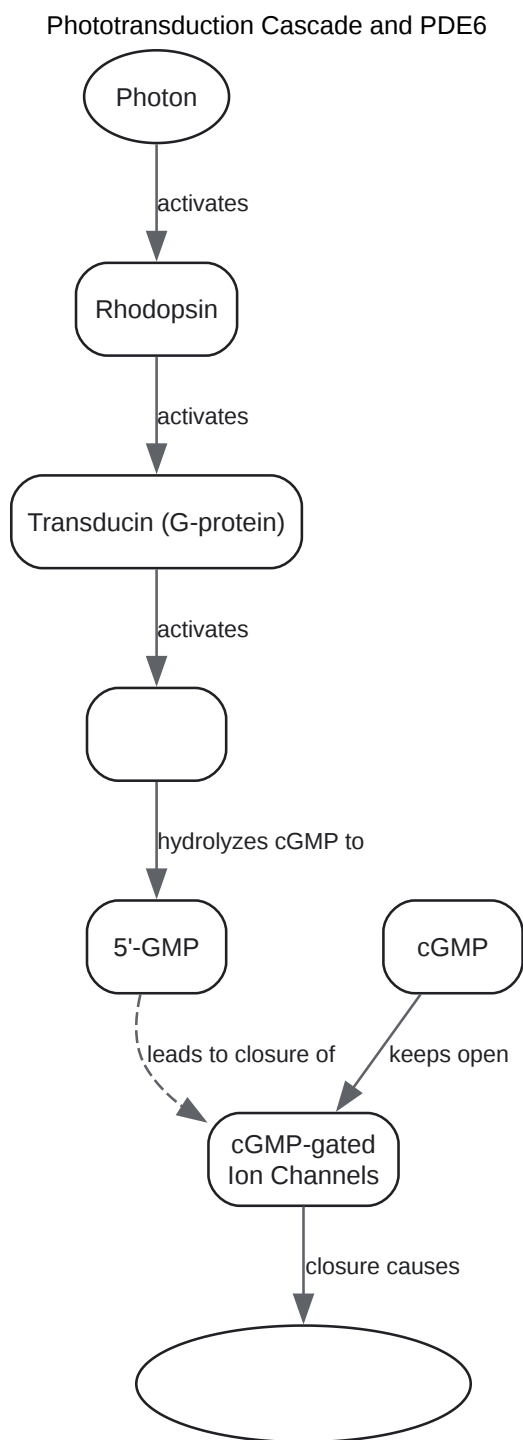 Phototransduction Cascade and PDE6
Photon
activates
Rhodopsin
activates
Transducin (G-protein)
activates
hydrolyzes cGMP to
5'-GMP
cGMP
leads to closure of
keeps open
cGMP-gated
Ion Channels
closure causes